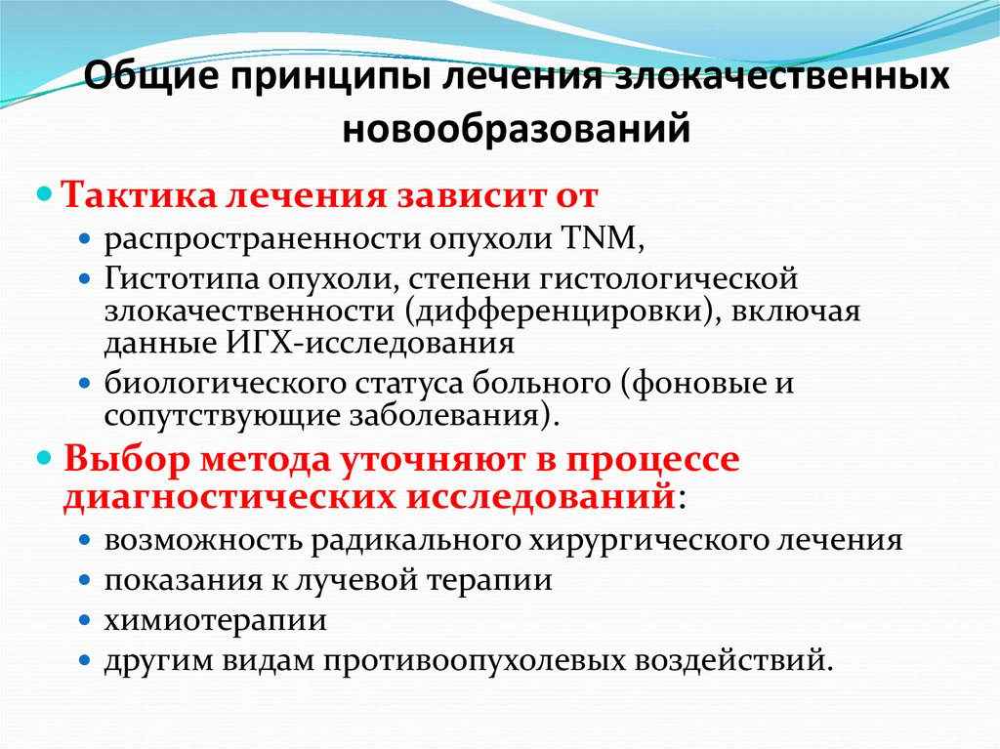 Общие принципы лечения злокачественных
новообразований
• Тактика лечения зависит от
• распространенности опухоли TNM,
• Гистотипа опухоли, степени гистологической
злокачественности (дифференцировки), включая
данные ИГХ-исследования
• биологического статуса больного (фоновые и
сопутствующие заболевания).
• Выбор метода уточняют в процессе
диагностических исследований:
• возможность радикального хирургического лечения
• показания к лучевой терапии
• химиотерапии
• другим видам противоопухолевых воздействий.